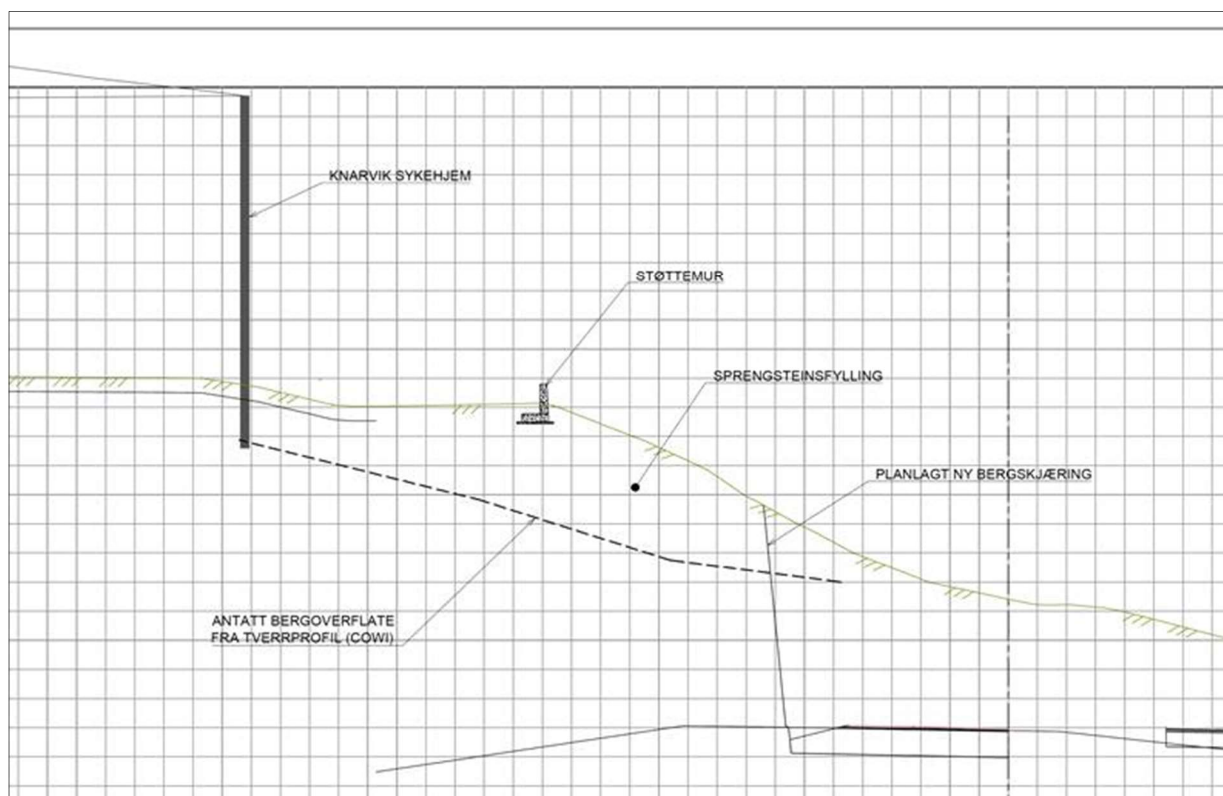 KNARVIK SYKEHJEM
STØTTEMUR
SPRENGSTEINSFYLLING
PLANLAGT NY BERGSKJÆRING
ANTATT BERGOVERFLATE
FRA TVERRPROFIL (COWI)